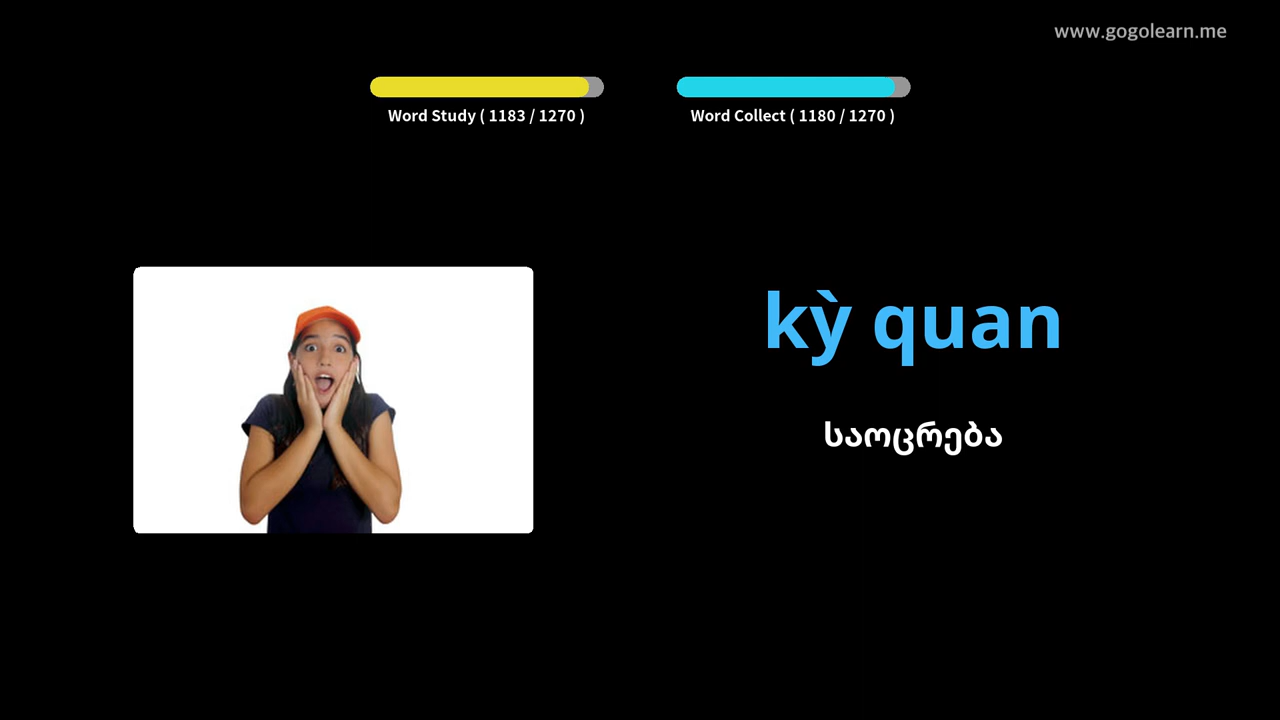 www.gogolearn.me
Word Study ( 1183 / 1270 )
Word Collect ( 1180 / 1270 )
kỳ quan
საოცრება